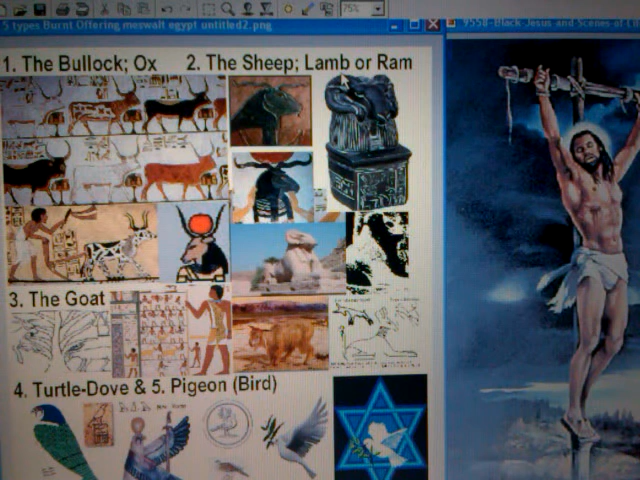 5 types Burnt Offering meswalt egypt untitled2.png
9558-Black-Jesus and Scenes of
75%
1. The Bullock; Ox
2. The Sheep; Lamb or Ram
3. The Goat
4. Turtle-Dove & 5. Pigeon (Bird)